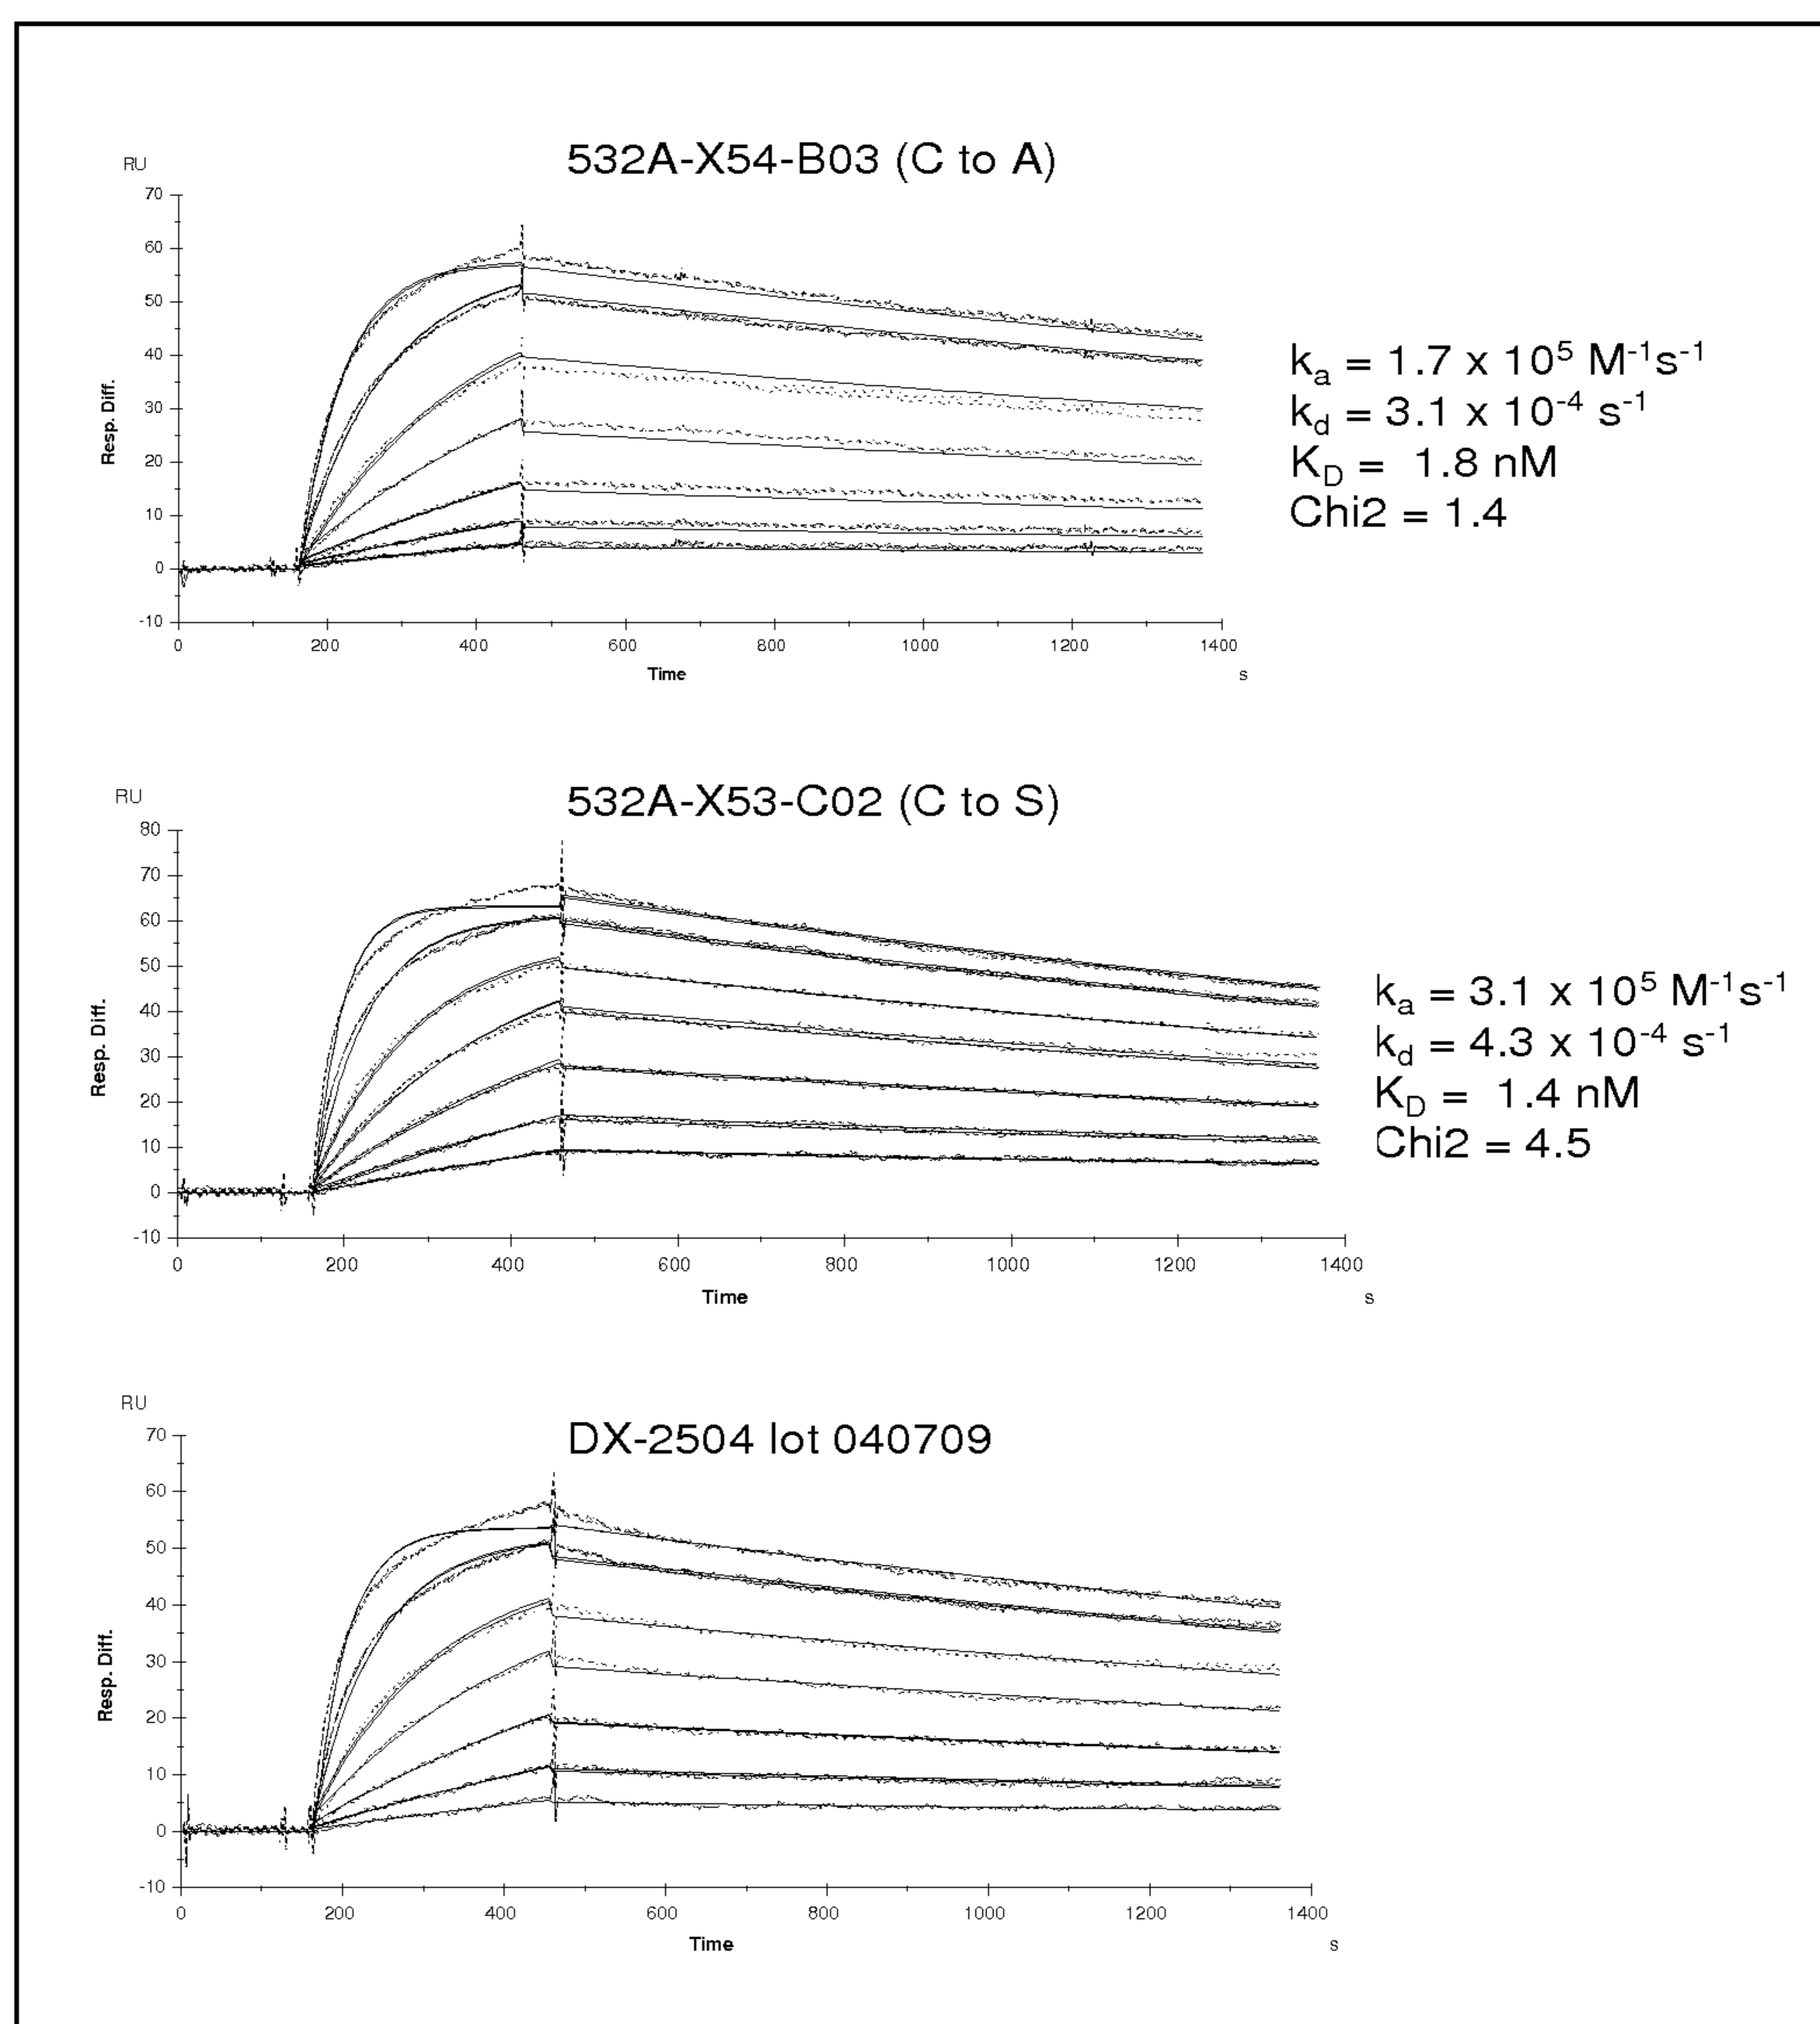 532A-X54-B03 (C to A)
RU
70
60
50
40
30
20
10
0
-10
Resp. Diff.
0 200 400 600 800 1000 1200 1400
Time s
kₐ = 1.7 x 10⁵ M⁻¹s⁻¹
k_d = 3.1 x 10⁻⁴ s⁻¹
K_D = 1.8 nM
Chi2 = 1.4
532A-X53-C02 (C to S)
RU
80
70
60
50
40
30
20
10
0
-10
Resp. Diff.
0 200 400 600 800 1000 1200 1400
Time s
kₐ = 3.1 x 10⁵ M⁻¹s⁻¹
k_d = 4.3 x 10⁻⁴ s⁻¹
K_D = 1.4 nM
Chi2 = 4.5
RU
DX-2504 lot 040709
70
60
50
40
30
20
10
0
-10
Resp. Diff.
0 200 400 600 800 1000 1200 1400
Time s